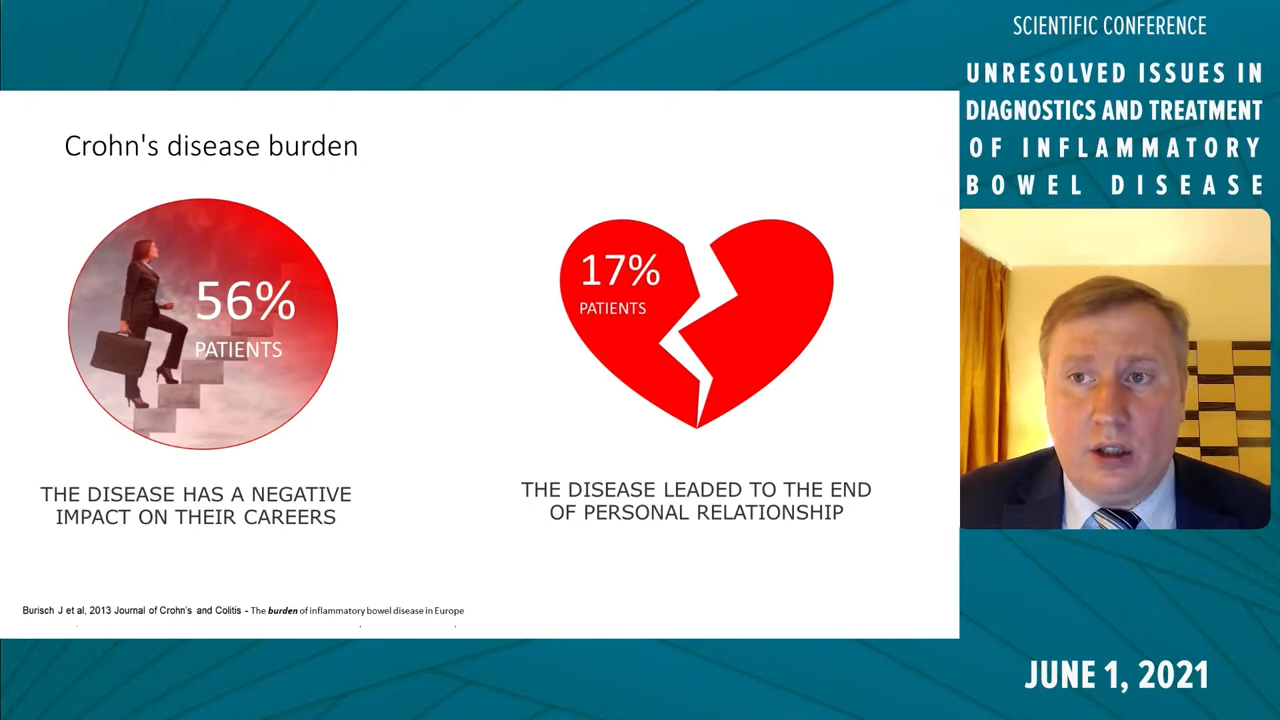 SCIENTIFIC CONFERENCE
UNRESOLVED ISSUES IN
DIAGNOSTICS AND TREATMENT
OF INFLAMMATORY
BOWEL DISEASE
Crohn's disease burden
56%
PATIENTS
THE DISEASE HAS A NEGATIVE
IMPACT ON THEIR CAREERS
17%
PATIENTS
THE DISEASE LEADED TO THE END
OF PERSONAL RELATIONSHIP
Burisch J et al, 2013 Journal of Crohn's and Colitis - The burden of inflammatory bowel disease in Europe
JUNE 1, 2021